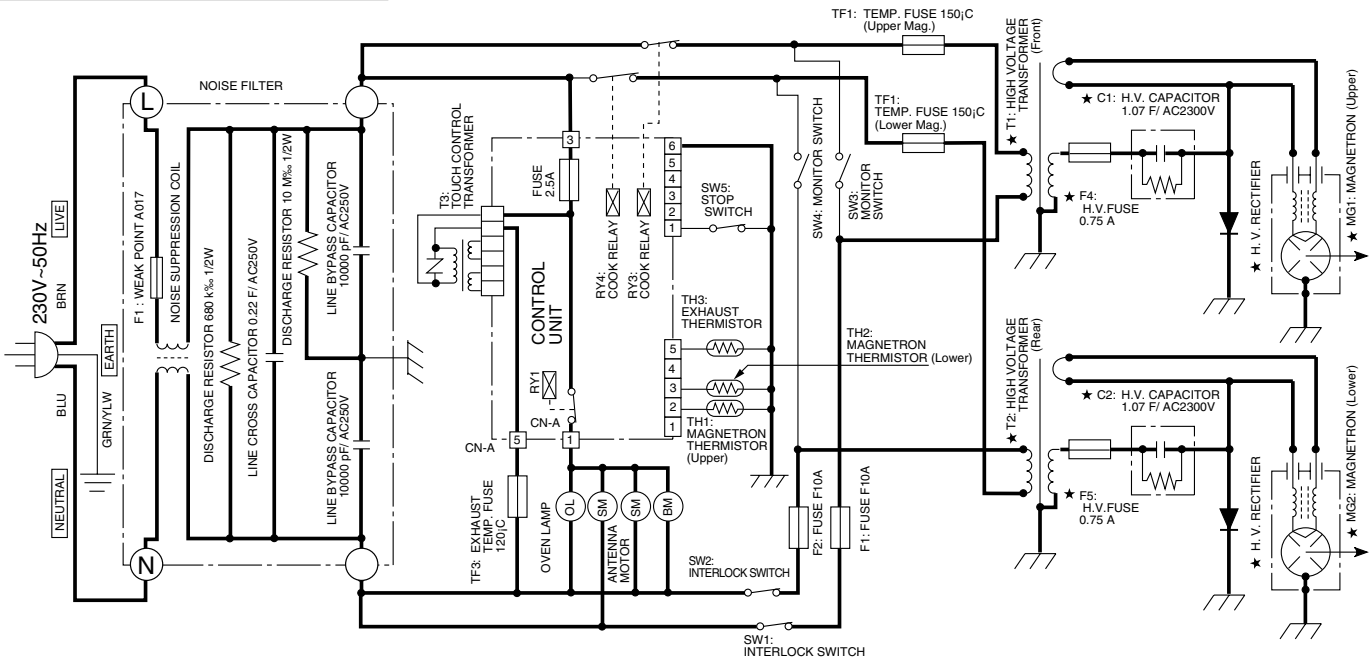 TF1: TEMP. FUSE 150¡C
(Upper Mag.)
NOISE FILTER
L
230V~50Hz
LIVE
BRN
EARTH
GRN/YLW
BLU
NEUTRAL
N
F1 : WEAK POINT A017
NOISE SUPPRESSION COIL
DISCHARGE RESISTOR 680 k‰ 1/2W
LINE CROSS CAPACITOR 0.22 F/ AC250V
DISCHARGE RESISTOR 10 M‰ 1/2W
LINE BYPASS CAPACITOR
10000 pF/ AC250V
LINE BYPASS CAPACITOR
10000 pF/ AC250V
T3:
TOUCH CONTROL
TRANSFORMER
3
FUSE
2.5A
CONTROL
UNIT
RY1
CN-A
CN-A
5
1
RY4:
COOK RELAY
RY3:
COOK RELAY
6
5
4
3
2
1
SW5:
STOP
SWITCH
TH3:
EXHAUST
THERMISTOR
5
4
3
2
1
TH2:
MAGNETRON
THERMISTOR (Lower)
TH1:
MAGNETRON
THERMISTOR
(Upper)
TF3: EXHAUST
TEMP. FUSE
120¡C
OVEN LAMP
OL
SM
ANTENNA
MOTOR
SM
BM
SW2:
INTERLOCK SWITCH
SW1:
INTERLOCK SWITCH
SW4: MONITOR SWITCH
SW3:
MONITOR
SWITCH
F2: FUSE F10A
F1: FUSE F10A
TF1:
TEMP. FUSE 150¡C
(Lower Mag.)
★ T1: HIGH VOLTAGE
TRANSFORMER
(Front)
★ C1: H.V. CAPACITOR
1.07 F/ AC2300V
★ F4:
H.V.FUSE
0.75 A
★ H. V. RECTIFIER
★ MG1: MAGNETRON (Upper)
★ T2: HIGH VOLTAGE
TRANSFORMER
(Rear)
★ C2: H.V. CAPACITOR
1.07 F/ AC2300V
★ F5:
H.V.FUSE
0.75 A
★ H. V. RECTIFIER
★ MG2: MAGNETRON (Lower)